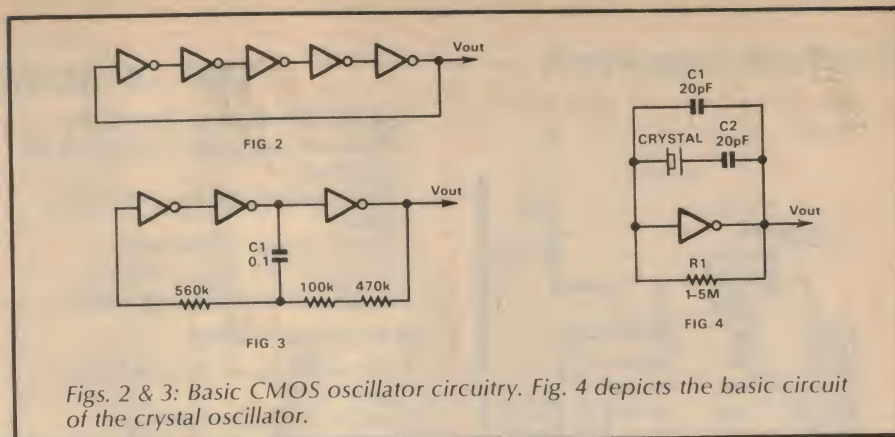 Vout
FIG. 2
C1
20pF
CRYSTAL
C2
20pF
Vout
R1
1–5M
FIG. 4
Vout
C1
0.1
560k
100k
470k
FIG. 3
Figs. 2 & 3: Basic CMOS oscillator circuitry. Fig. 4 depicts the basic circuit
of the crystal oscillator.